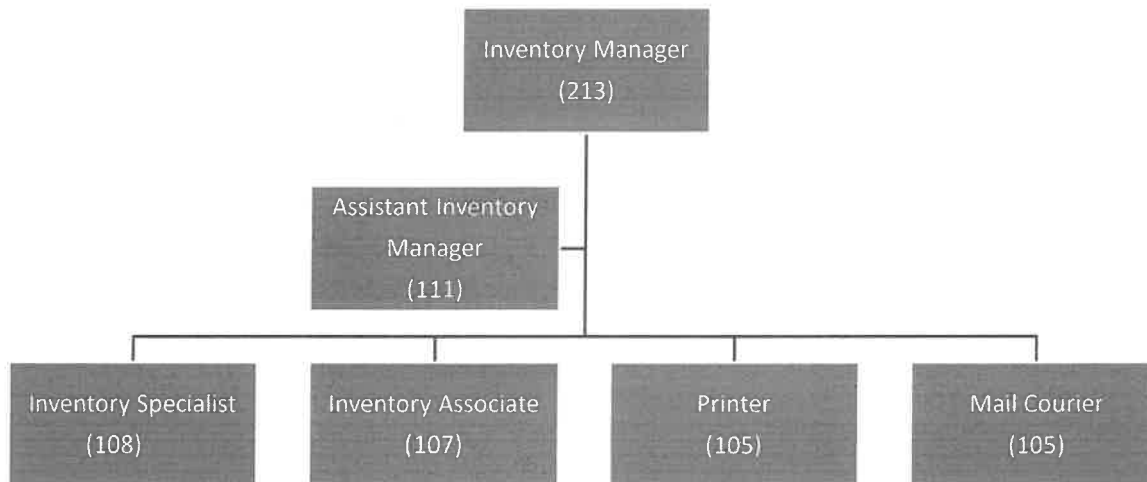 Inventory Manager
(213)
Assistant Inventory
Manager
(111)
Inventory Specialist
(108)
Inventory Associate
(107)
Printer
(105)
Mail Courier
(105)